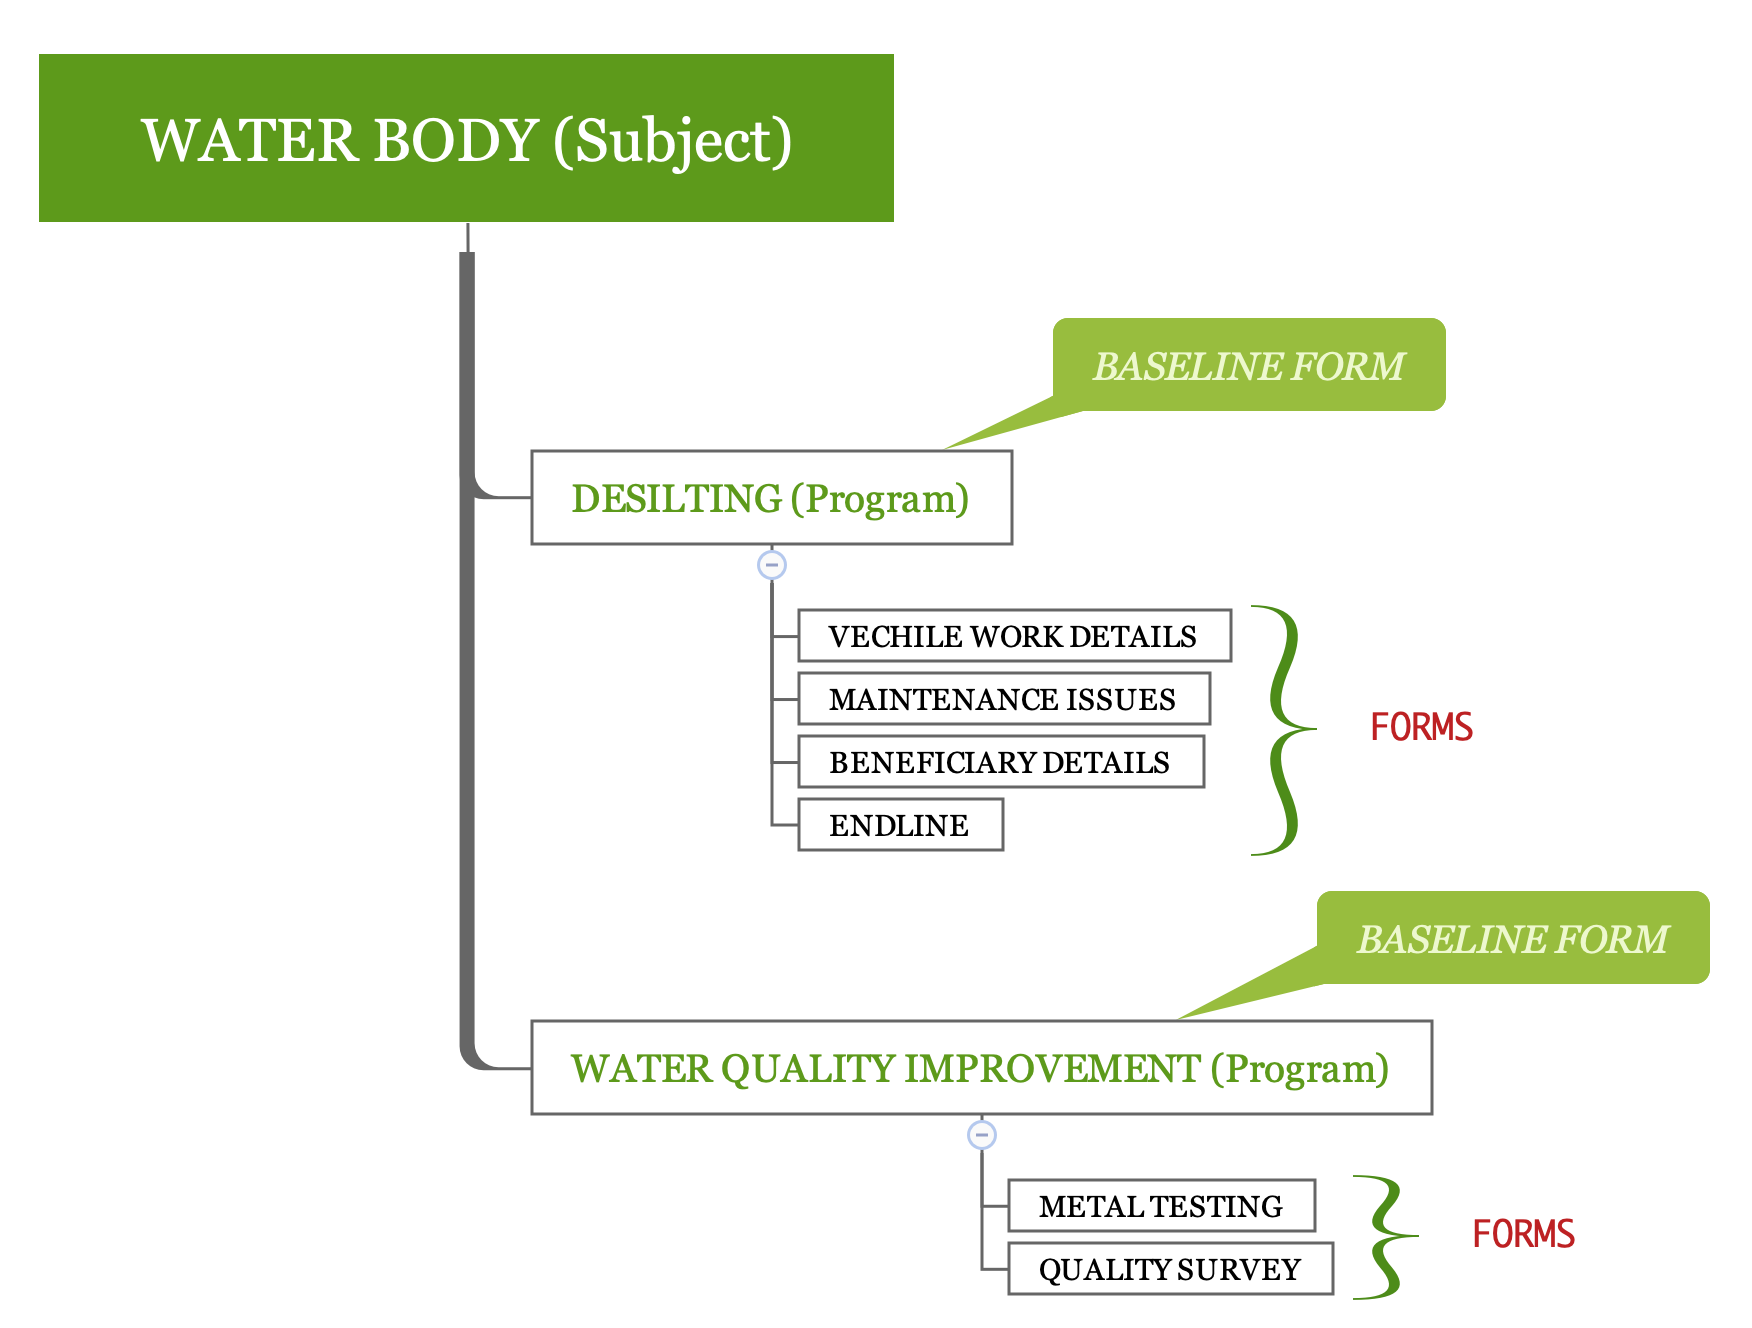 WATER BODY (Subject)
BASELINE FORM
DESILTING (Program)
VECHILE WORK DETAILS
MAINTENANCE ISSUES
FORMS
BENEFICIARY DETAILS
ENDLINE
BASELINE FORM
WATER QUALITY IMPROVEMENT (Program)
METAL TESTING
FORMS
QUALITY SURVEY